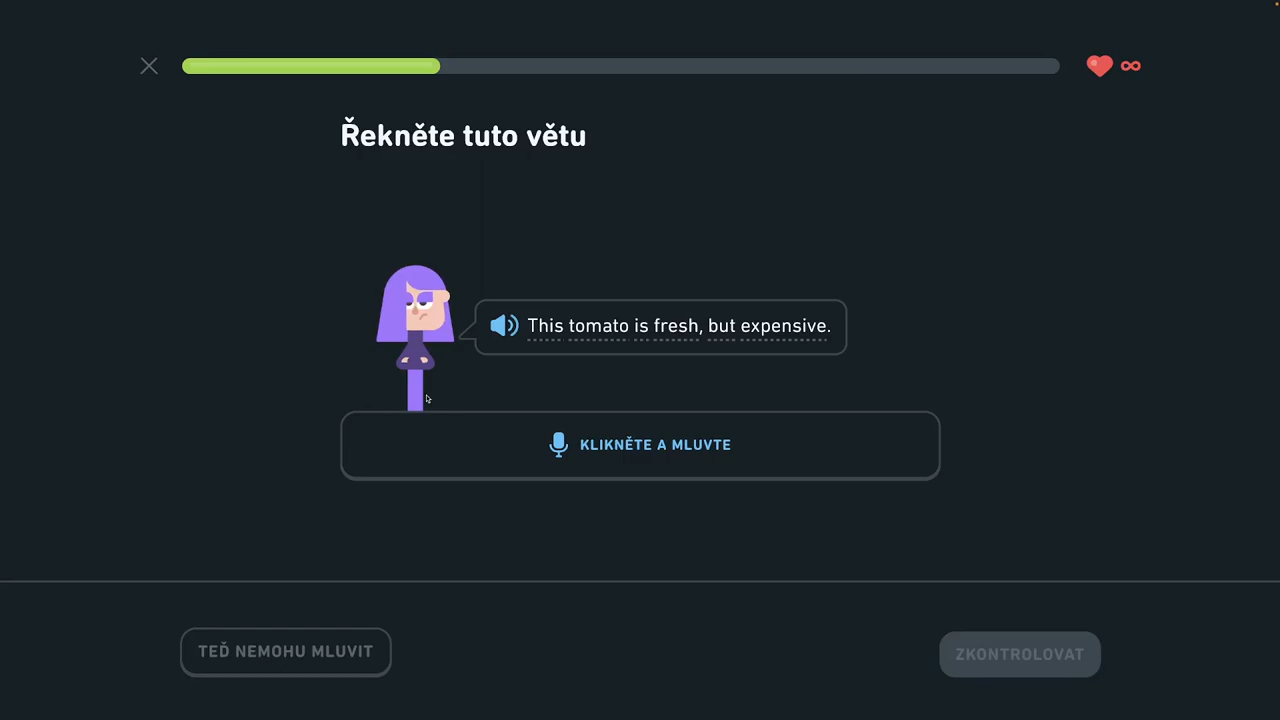 ∞
Řekněte tuto větu
This tomato is fresh, but expensive.
KLIKNĚTE A MLUVTE
TEĎ NEMOHU MLUVIT
ZKONTROLOVAT